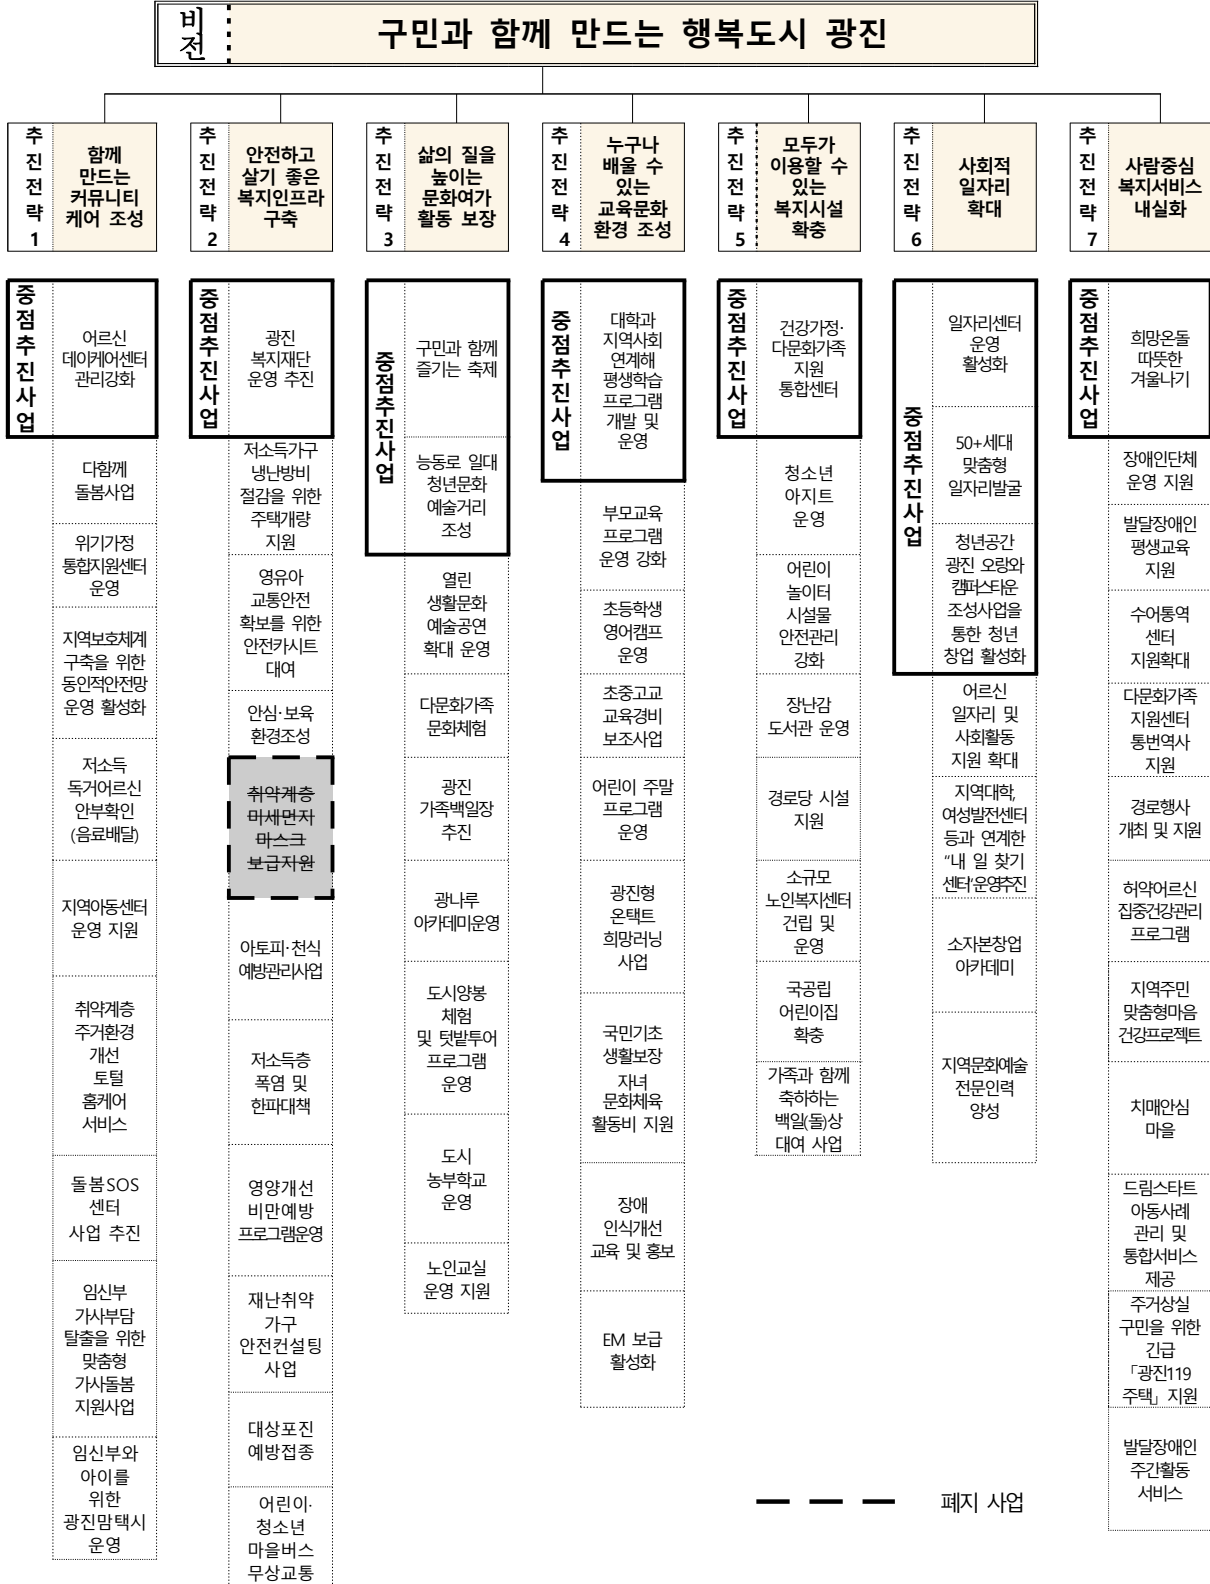 비전
구민과 함께 만드는 행복도시 광진
추진전략 1
함께
만드는
커뮤니티
케어 조성
추진전략 2
안전하고
살기 좋은
복지인프라
구축
추진전략 3
삶의 질을
높이는
문화여가
활동 보장
추진전략 4
누구나
배울 수
있는
교육문화
환경 조성
추진전략 5
모두가
이용할 수
있는
복지시설
확충
추진전략 6
사회적
일자리
확대
추진전략 7
사람중심
복지서비스
내실화
중점추진사업
어르신
데이케어센터
관리강화
다함께
돌봄사업
위기가정
통합지원센터
운영
지역보호체계
구축을 위한
동인적안전망
운영 활성화
저소득
독거어르신
안부확인
(음료배달)
지역아동센터
운영 지원
취약계층
주거환경
개선
토털
홈케어
서비스
돌봄SOS
센터
사업 추진
임신부
가사부담
탈출을 위한
맞춤형
가사돌봄
지원사업
임신부와
아이를
위한
광진맘택시
운영
중점추진사업
광진
복지재단
운영 추진
저소득가구
냉난방비
절감을 위한
주택개량
지원
영유아
교통안전
확보를 위한
안전카시트
대여
안심·보육
환경조성
취약계층
미세먼지
마스크
보급지원
아토피·천식
예방관리사업
저소득층
폭염 및
한파대책
영양개선
비만예방
프로그램운영
재난취약
가구
안전컨설팅
사업
대상포진
예방접종
어린이·
청소년
마을버스
무상교통
중점추진사업
구민과 함께
즐기는 축제
능동로 일대
청년문화
예술거리
조성
열린
생활문화
예술공연
확대 운영
다문화가족
문화체험
광진
가족백일장
추진
광나루
아카데미운영
도시양봉
체험
및 텃밭투어
프로그램
운영
도시
농부학교
운영
노인교실
운영 지원
중점추진사업
대학과
지역사회
연계해
평생학습
프로그램
개발 및
운영
부모교육
프로그램
운영 강화
초등학생
영어캠프
운영
초중고교
교육경비
보조사업
어린이 주말
프로그램
운영
광진형
온택트
희망러닝
사업
국민기초
생활보장
자녀
문화체육
활동비 지원
장애
인식개선
교육 및 홍보
EM 보급
활성화
중점추진사업
건강가정·
다문화가족
지원
통합센터
청소년
아지트
운영
어린이
놀이터
시설물
안전관리
강화
장난감
도서관 운영
경로당 시설
지원
소규모
노인복지센터
건립 및
운영
국공립
어린이집
확충
가족과 함께
축하하는
백일(돌)상
대여 사업
중점추진사업
일자리센터
운영
활성화
50+세대
맞춤형
일자리발굴
청년공간
광진 오랑와
캠퍼스타운
조성사업을
통한 청년
창업 활성화
어르신
일자리 및
사회활동
지원 확대
지역대학,
여성발전센터
등과 연계한
“내 일 찾기
센터”운영추진
소자본창업
아카데미
지역문화예술
전문인력
양성
중점추진사업
희망온돌
따뜻한
겨울나기
장애인단체
운영 지원
발달장애인
평생교육
지원
수어통역
센터
지원확대
다문화가족
지원센터
통번역사
지원
경로행사
개최 및 지원
허약어르신
집중건강관리
프로그램
지역주민
맞춤형마음
건강프로젝트
치매안심
마을
드림스타트
아동사례
관리 및
통합서비스
제공
주거상실
구민을 위한
긴급
「광진119
주택」 지원
발달장애인
주간활동
서비스
폐지 사업